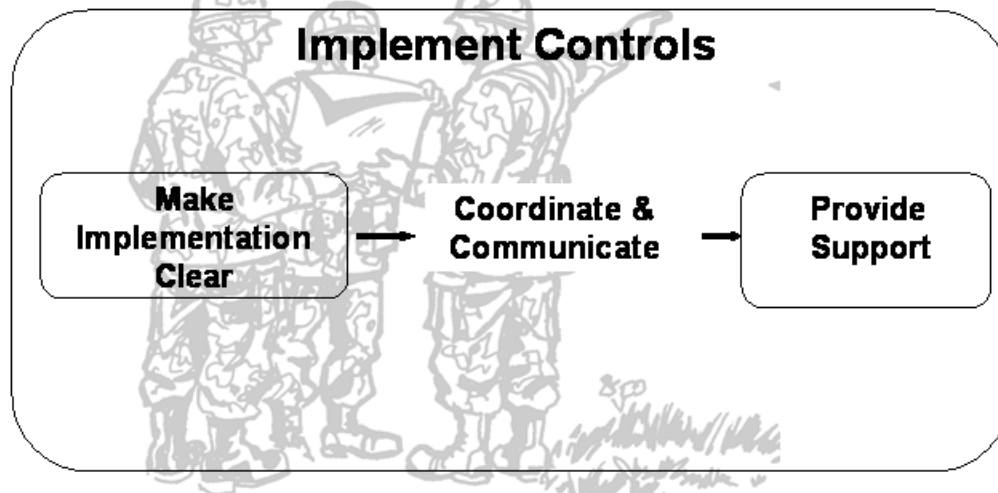 Implement Controls
Make
Implementation
Clear
Coordinate &
Communicate
Provide
Support